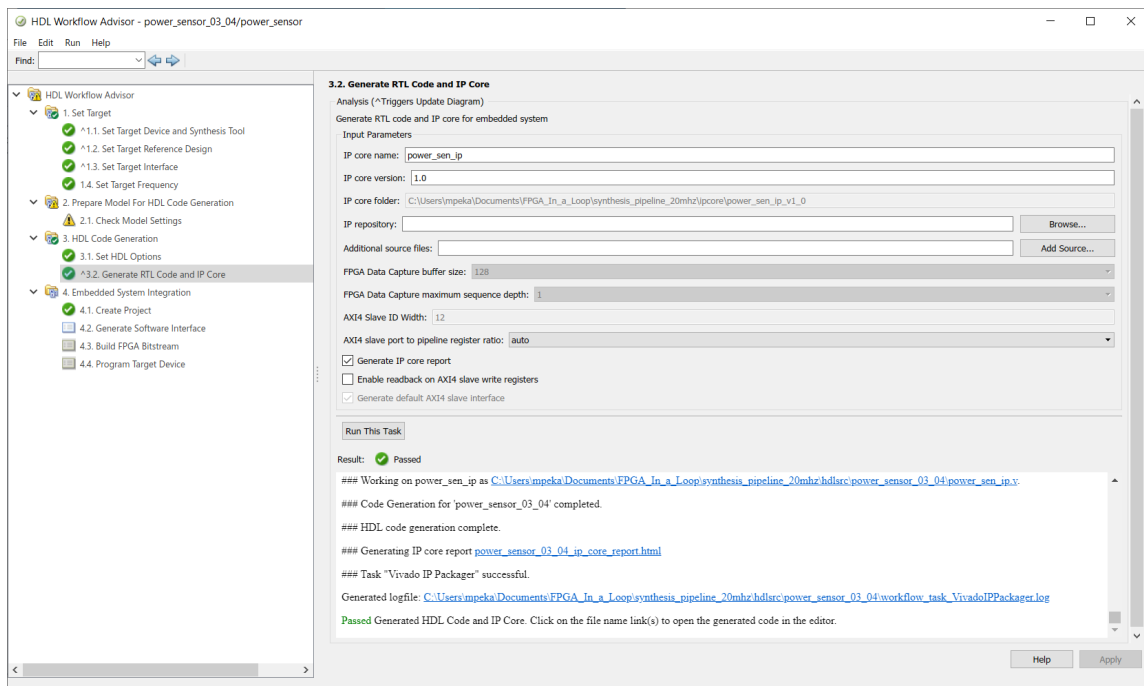 HDL Workflow Advisor - power_sensor_03_04/power_sensor
File Edit Run Help
Find:
HDL Workflow Advisor
1. Set Target
^1.1. Set Target Device and Synthesis Tool
^1.2. Set Target Reference Design
^1.3. Set Target Interface
1.4. Set Target Frequency
2. Prepare Model For HDL Code Generation
2.1. Check Model Settings
3. HDL Code Generation
3.1. Set HDL Options
^3.2. Generate RTL Code and IP Core
4. Embedded System Integration
4.1. Create Project
4.2. Generate Software Interface
4.3. Build FPGA Bitstream
4.4. Program Target Device
3.2. Generate RTL Code and IP Core
Analysis (^Triggers Update Diagram)
Generate RTL code and IP core for embedded system
Input Parameters
IP core name: power_sen_ip
IP core version: 1.0
IP core folder: C:\Users\mpeka\Documents\FPGA_In_a_Loop\synthesis_pipeline_20mhz\ipcore\power_sen_ip_v1_0
IP repository: Browse...
Additional source files: Add Source...
FPGA Data Capture buffer size: 128
FPGA Data Capture maximum sequence depth: 1
AXI4 Slave ID Width: 12
AXI4 slave port to pipeline register ratio: auto
Generate IP core report
Enable readback on AXI4 slave write registers
Generate default AXI4 slave interface
Run This Task
Result: Passed
### Working on power_sen_ip as C:\Users\mpeka\Documents\FPGA_In_a_Loop\synthesis_pipeline_20mhz\hdlsrc\power_sensor_03_04\power_sen_ip.v.
### Code Generation for 'power_sensor_03_04' completed.
### HDL code generation complete.
### Generating IP core report power_sensor_03_04_ip_core_report.html
### Task "Vivado IP Packager" successful.
Generated logfile: C:\Users\mpeka\Documents\FPGA_In_a_Loop\synthesis_pipeline_20mhz\hdlsrc\power_sensor_03_04\workflow_task_VivadoIPPackager.log
Passed Generated HDL Code and IP Core. Click on the file name link(s) to open the generated code in the editor.
Help Apply